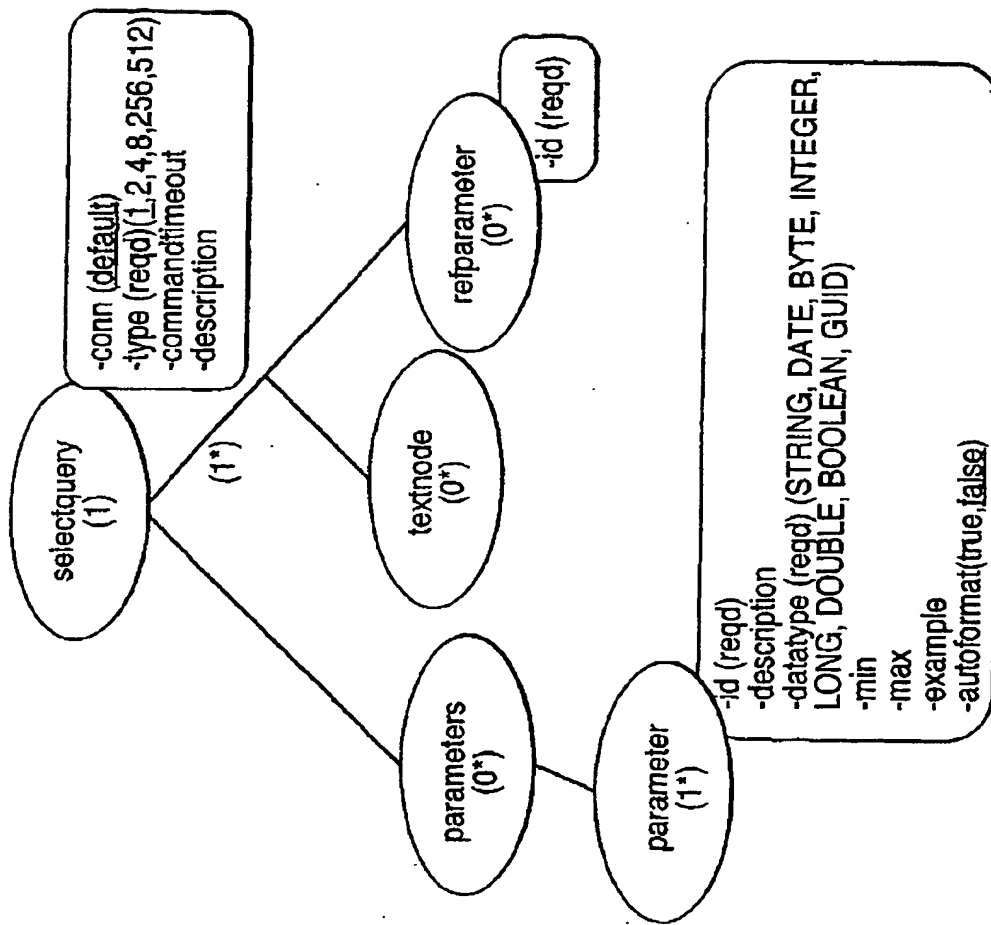 selectquery
(1)
-conn (default)
-type (reqd)(1,2,4,8,256,512)
-commandtimeout
-description
(1*)
parameters
(0*)
textnode
(0*)
refparameter
(0*)
-id (reqd)
parameter
(1*)
-id (reqd)
-description
-datatype (reqd) (STRING, DATE, BYTE, INTEGER,
LONG, DOUBLE, BOOLEAN, GUID)
-min
-max
-example
-autoformat(true,false)